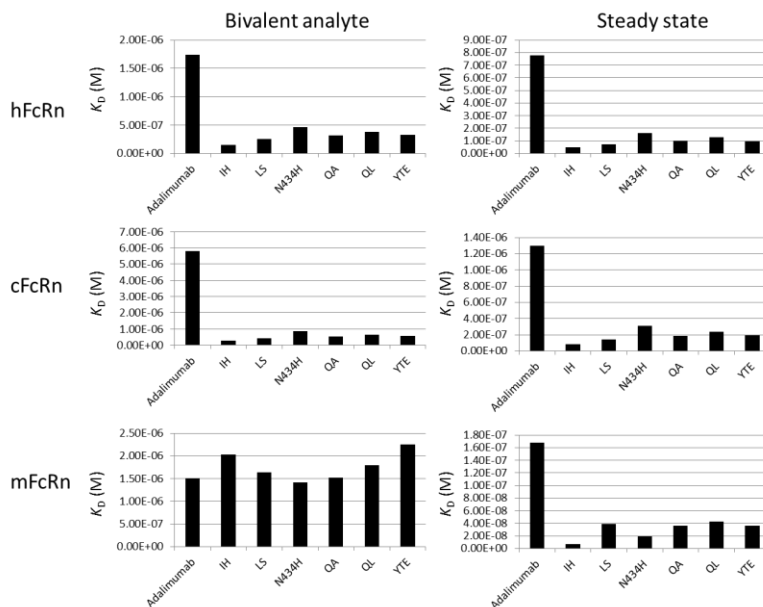 Bivalent analyte
Steady state
hFcRn
K_D (M)
2.00E-06
1.50E-06
1.00E-06
5.00E-07
0.00E+00
Adalimumab
IH
LS
N434H
QA
QL
YTE
K_D (M)
9.00E-07
8.00E-07
7.00E-07
6.00E-07
5.00E-07
4.00E-07
3.00E-07
2.00E-07
1.00E-07
0.00E+00
Adalimumab
IH
LS
N434H
QA
QL
YTE
cFcRn
K_D (M)
7.00E-06
6.00E-06
5.00E-06
4.00E-06
3.00E-06
2.00E-06
1.00E-06
0.00E+00
Adalimumab
IH
LS
N434H
QA
QL
YTE
K_D (M)
1.40E-06
1.20E-06
1.00E-06
8.00E-07
6.00E-07
4.00E-07
2.00E-07
0.00E+00
Adalimumab
IH
LS
N434H
QA
QL
YTE
mFcRn
K_D (M)
2.50E-06
2.00E-06
1.50E-06
1.00E-06
5.00E-07
0.00E+00
Adalimumab
IH
LS
N434H
QA
QL
YTE
K_D (M)
1.80E-07
1.60E-07
1.40E-07
1.20E-07
1.00E-07
8.00E-08
6.00E-08
4.00E-08
2.00E-08
0.00E+00
Adalimumab
IH
LS
N434H
QA
QL
YTE